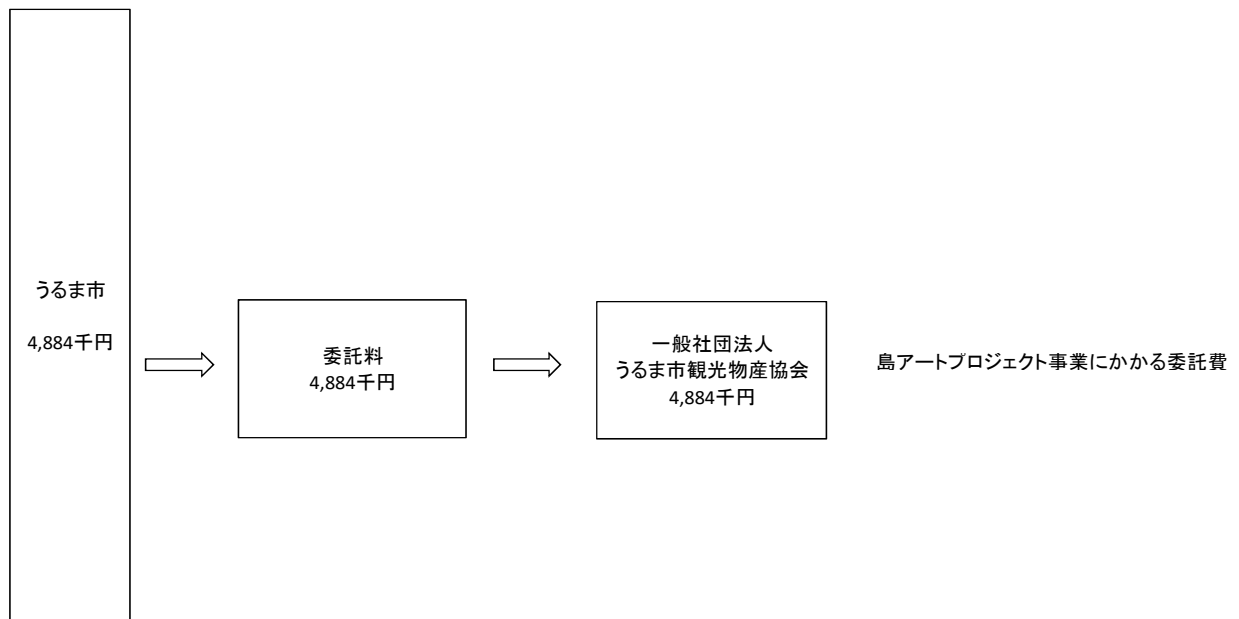 うるま市
4,884千円
委託料
4,884千円
一般社団法人
うるま市観光物産協会
4,884千円
島アートプロジェクト事業にかかる委託費